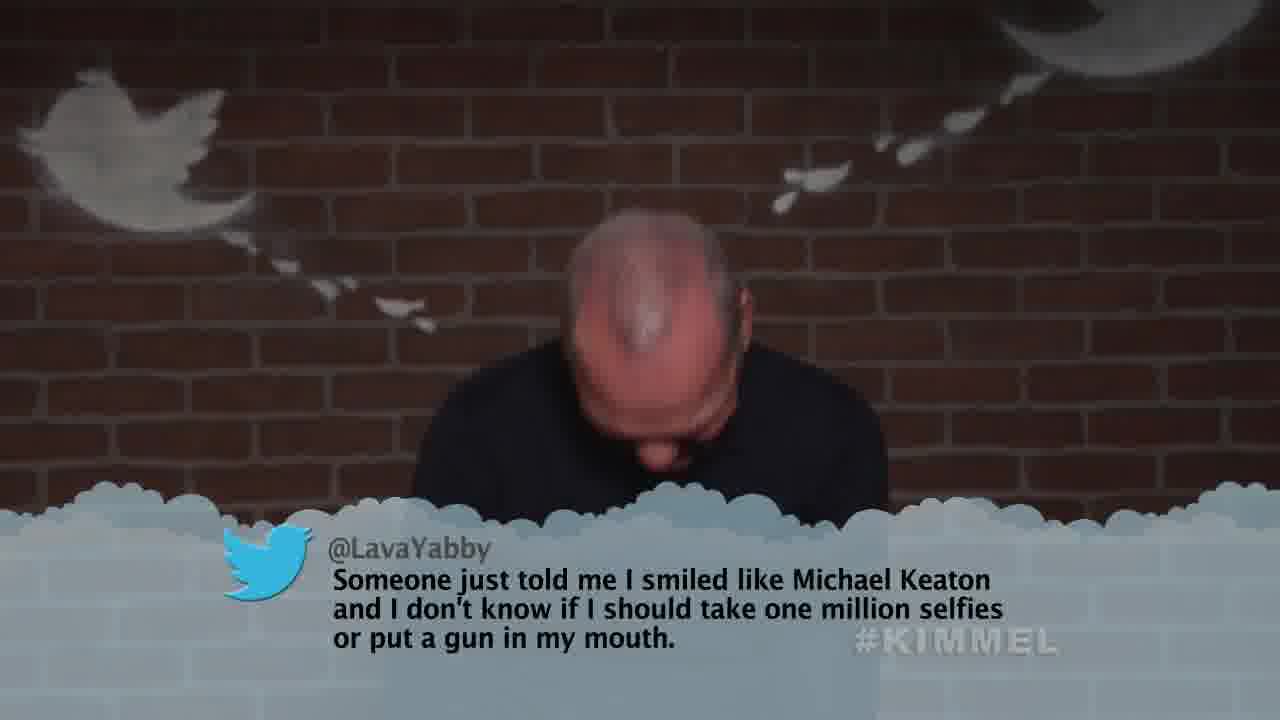 @LavaYabby
Someone just told me I smiled like Michael Keaton
and I don't know if I should take one million selfies
or put a gun in my mouth.
#KIMMEL